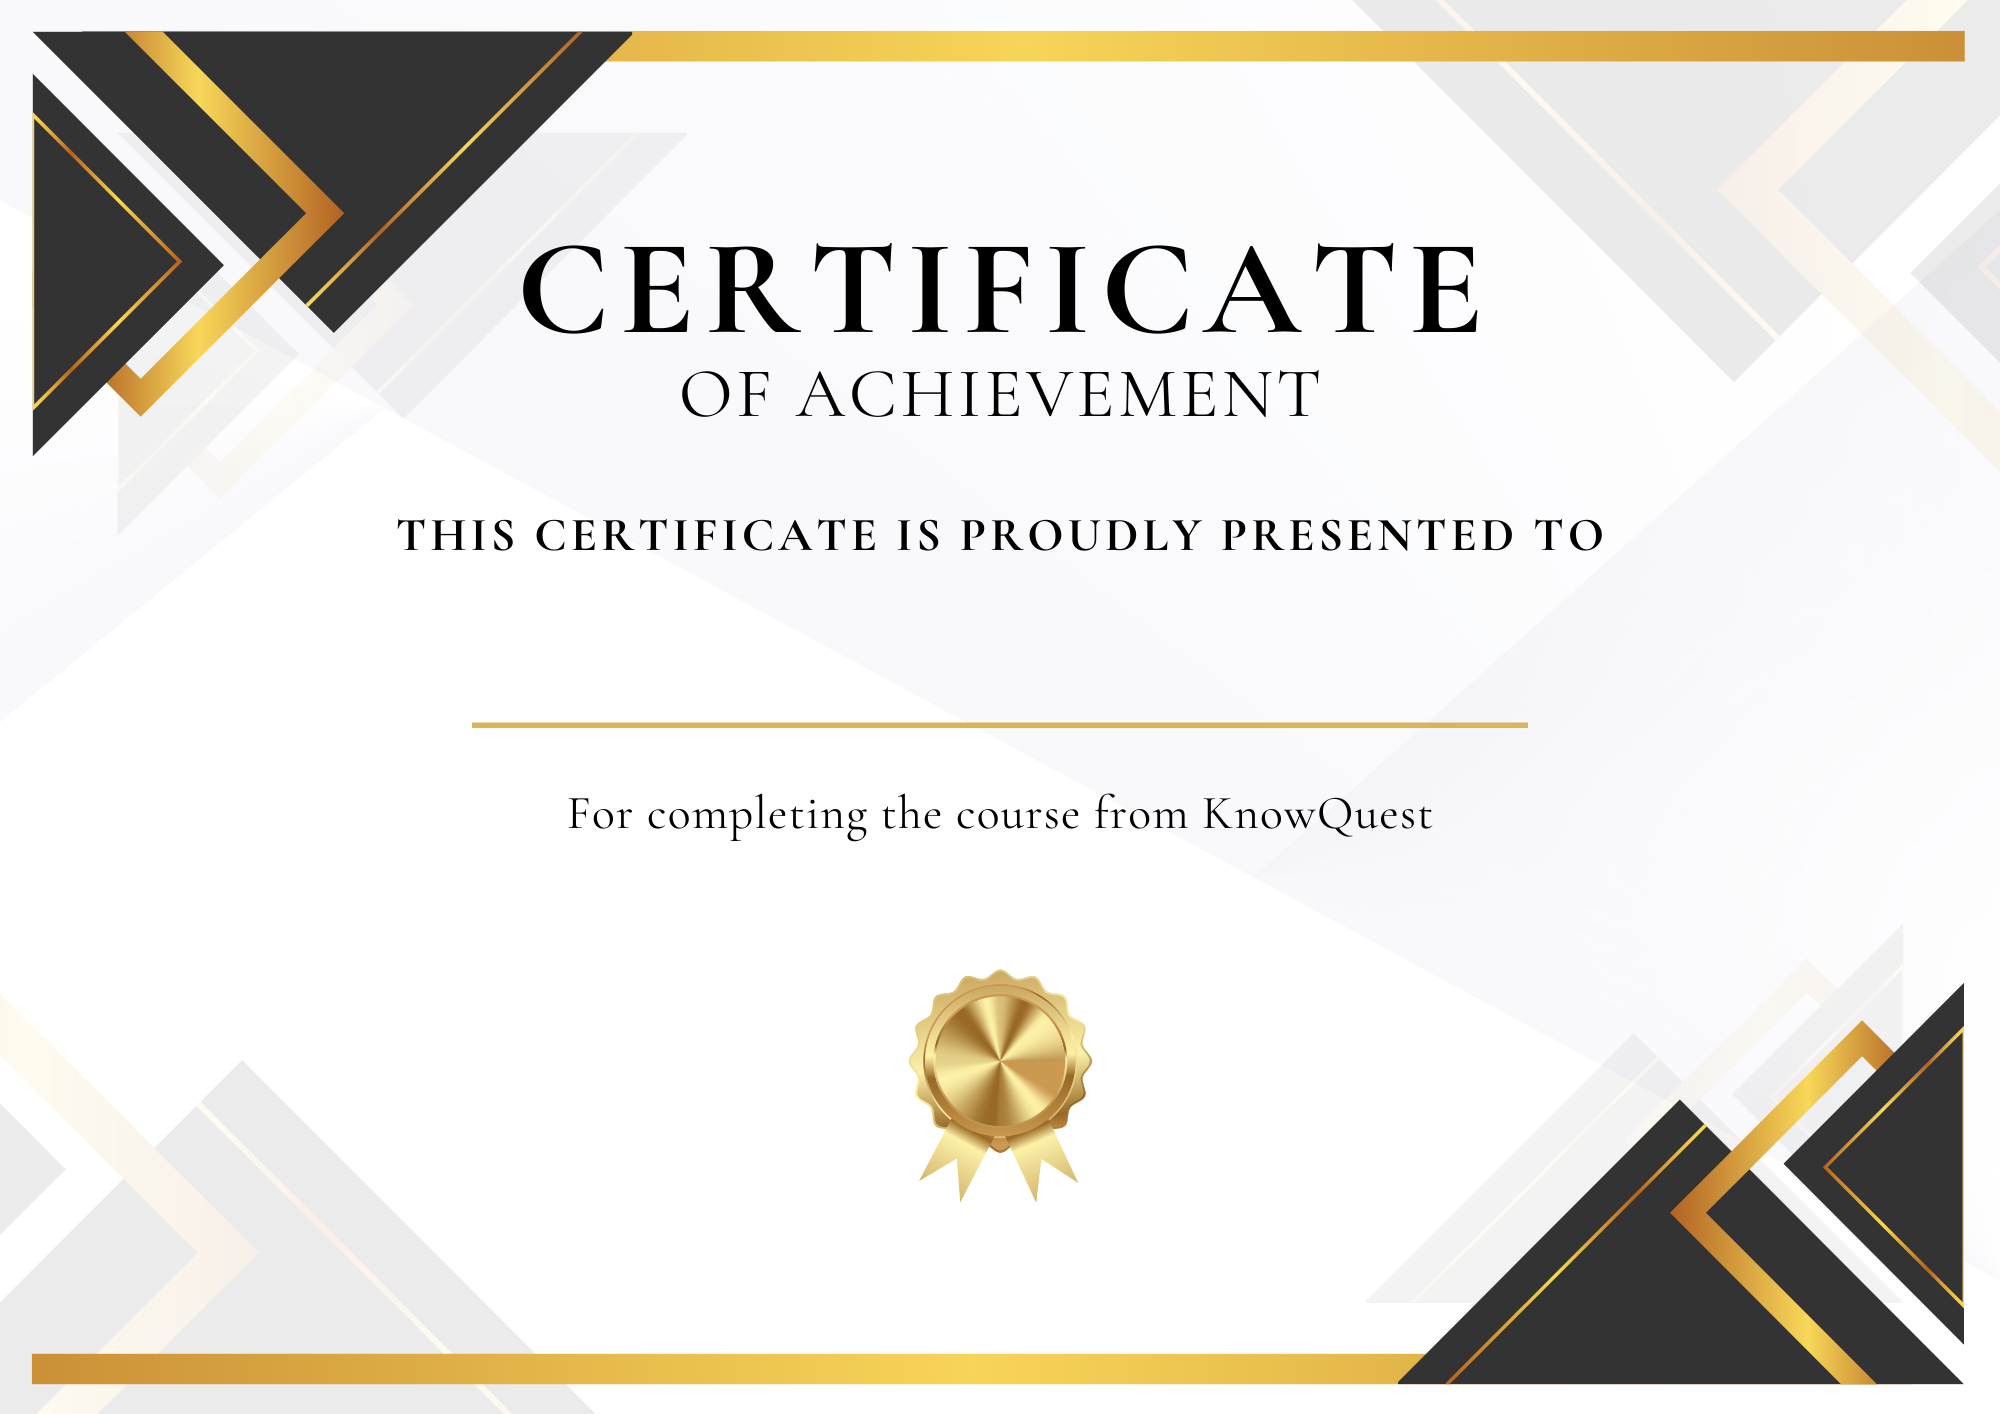 CERTIFICATE
OF ACHIEVEMENT
THIS CERTIFICATE IS PROUDLY PRESENTED TO
For completing the course from KnowQuest